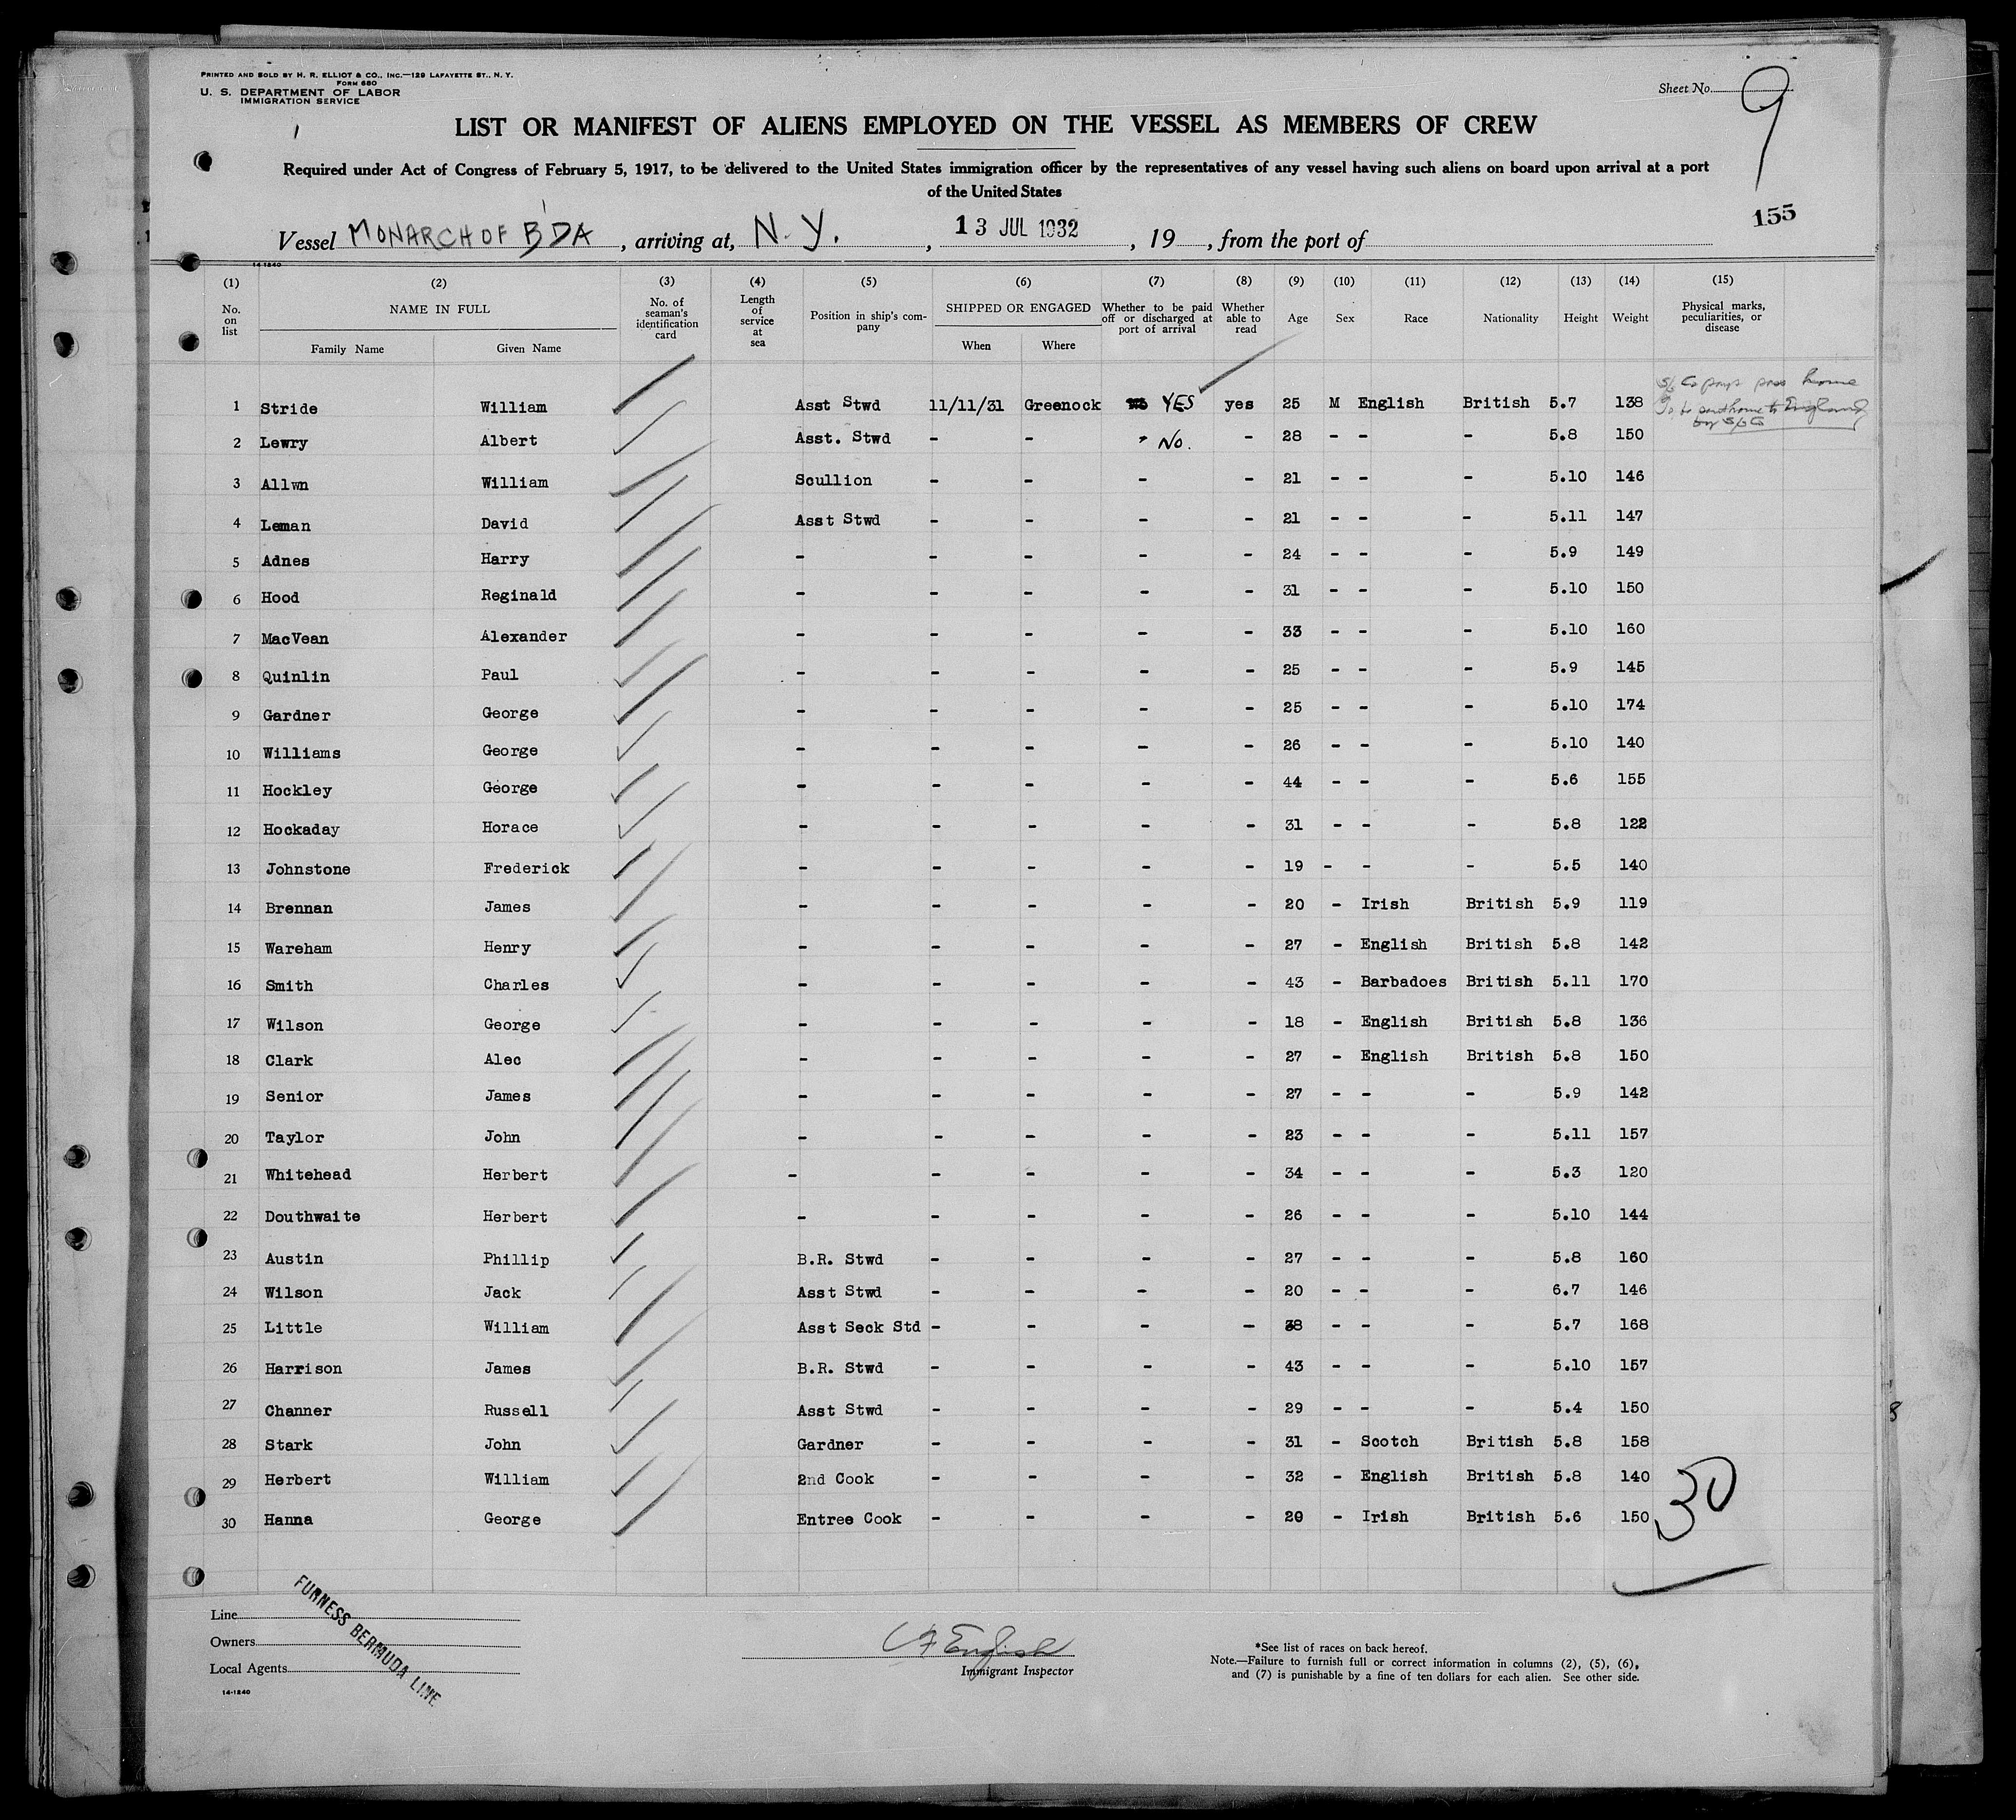 PRINTED AND SOLD BY H. R. ELLIOT & CO., INC.—129 LAFAYETTE ST., N. Y.
FORM 680
U. S. DEPARTMENT OF LABOR
IMMIGRATION SERVICE
Sheet No. 9
LIST OR MANIFEST OF ALIENS EMPLOYED ON THE VESSEL AS MEMBERS OF CREW
Required under Act of Congress of February 5, 1917, to be delivered to the United States immigration officer by the representatives of any vessel having such aliens on board upon arrival at a port
of the United States
155
Vessel MONARCH OF B'DA, arriving at, N. Y., 13 JUL 1932, 19 , from the port of
14-1240
(1) (2) (3) (4) (5) (6) (7) (8) (9) (10) (11) (12) (13) (14) (15)
No. on list NAME IN FULL Family Name Given Name No. of seaman's identification card Length of service at sea Position in ship's company SHIPPED OR ENGAGED When Where Whether to be paid off or discharged at port of arrival Whether able to read Age Sex Race Nationality Height Weight Physical marks, peculiarities, or disease
S/S Co pays pass home
to England
by S/S Co
1 Stride William Asst Stwd 11/11/31 Greenock YES yes 25 M English British 5.7 138
2 Lewry Albert Asst. Stwd - - " No. - 28 - - - 5.8 150
3 Allwn William Scullion - - - - 21 - - - 5.10 146
4 Leman David Asst Stwd - - - - 21 - - - 5.11 147
5 Adnes Harry - - - - - 24 - - - 5.9 149
6 Hood Reginald - - - - - 31 - - - 5.10 150
7 MacVean Alexander - - - - - 33 - - - 5.10 160
8 Quinlin Paul - - - - - 25 - - - 5.9 145
9 Gardner George - - - - - 25 - - - 5.10 174
10 Williams George - - - - - 26 - - - 5.10 140
11 Hockley George - - - - - 44 - - - 5.6 155
12 Hockaday Horace - - - - - 31 - - - 5.8 122
13 Johnstone Frederick - - - - - 19 - - - 5.5 140
14 Brennan James - - - - - 20 - Irish British 5.9 119
15 Wareham Henry - - - - - 27 - English British 5.8 142
16 Smith Charles - - - - - 43 - Barbadoes British 5.11 170
17 Wilson George - - - - - 18 - English British 5.8 136
18 Clark Alec - - - - - 27 - English British 5.8 150
19 Senior James - - - - - 27 - - - 5.9 142
20 Taylor John - - - - - 23 - - - 5.11 157
21 Whitehead Herbert - - - - - 34 - - - 5.3 120
22 Douthwaite Herbert - - - - - 26 - - - 5.10 144
23 Austin Phillip B.R. Stwd - - - - 27 - - - 5.8 160
24 Wilson Jack Asst Stwd - - - - 20 - - - 6.7 146
25 Little William Asst Seck Std - - - - 38 - - - 5.7 168
26 Harrison James B.R. Stwd - - - - 43 - - - 5.10 157
27 Channer Russell Asst Stwd - - - - 29 - - - 5.4 150
28 Stark John Gardner - - - - 31 - Scotch British 5.8 158
29 Herbert William 2nd Cook - - - - 32 - English British 5.8 140
30 Hanna George Entree Cook - - - - 29 - Irish British 5.6 150
30
Line
Owners
Local Agents
FURNESS BERMUDA LINE
14-1240
English
Immigrant Inspector
*See list of races on back hereof.
Note.—Failure to furnish full or correct information in columns (2), (5), (6),
and (7) is punishable by a fine of ten dollars for each alien. See other side.